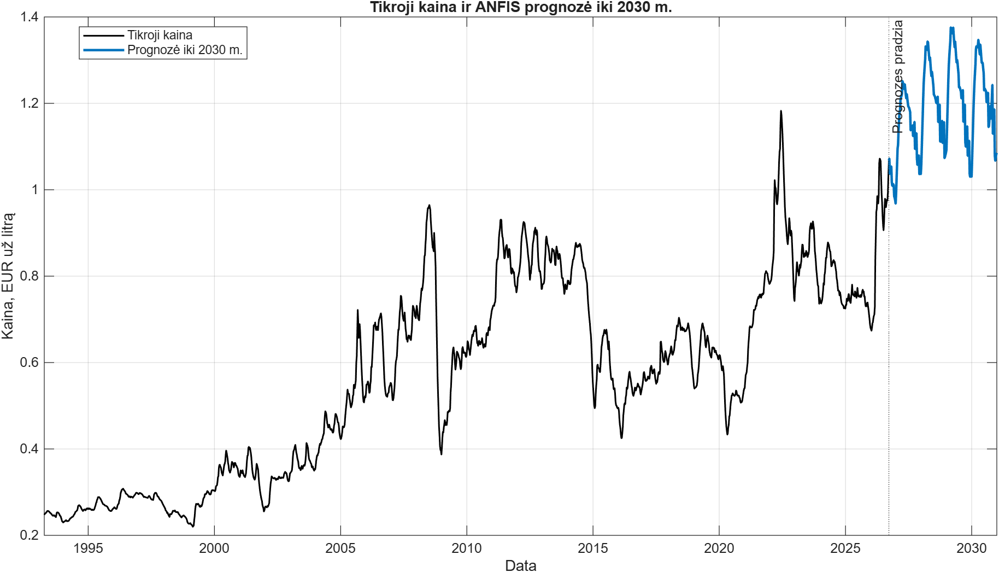 Tikroji kaina ir ANFIS prognozė iki 2030 m.
Tikroji kaina
Prognozė iki 2030 m.
Prognozes pradzia
Kaina, EUR už litrą
1.4
1.2
1
0.8
0.6
0.4
0.2
1995
2000
2005
2010
2015
2020
2025
2030
Data